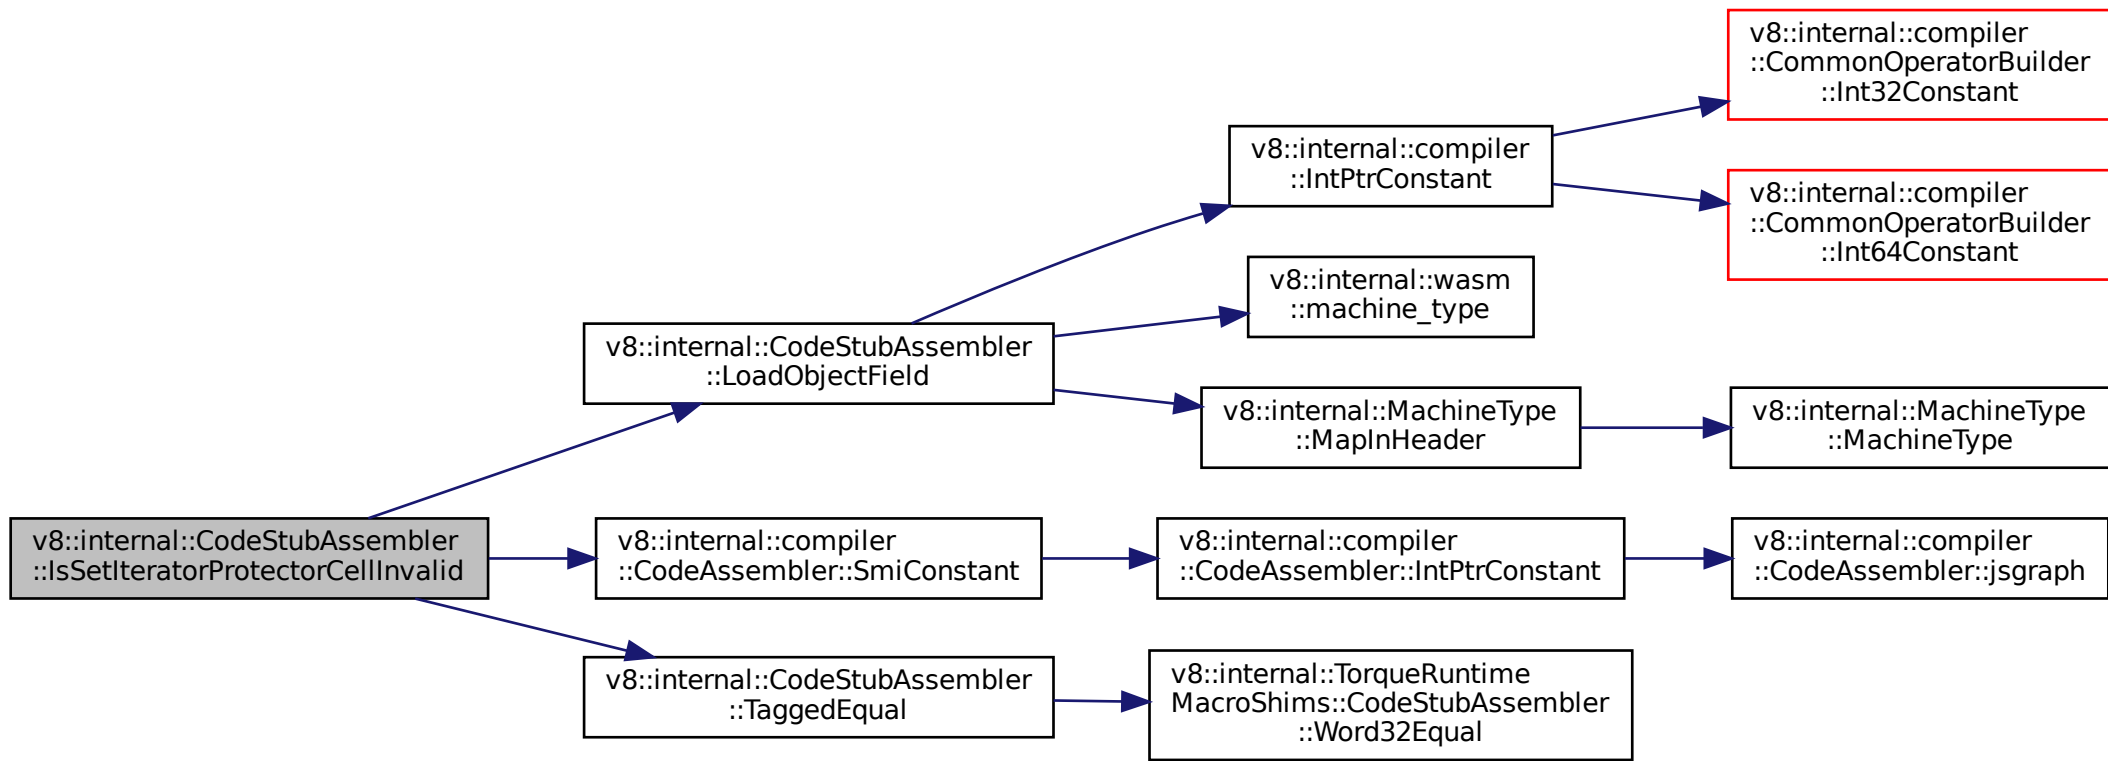 v8::internal::CodeStubAssembler
::IsSetIteratorProtectorCellInvalid
v8::internal::CodeStubAssembler
::LoadObjectField
v8::internal::compiler
::IntPtrConstant
v8::internal::compiler
::CommonOperatorBuilder
::Int32Constant
v8::internal::compiler
::CommonOperatorBuilder
::Int64Constant
v8::internal::wasm
::machine_type
v8::internal::MachineType
::MapInHeader
v8::internal::MachineType
::MachineType
v8::internal::compiler
::CodeAssembler::SmiConstant
v8::internal::compiler
::CodeAssembler::IntPtrConstant
v8::internal::compiler
::CodeAssembler::jsgraph
v8::internal::CodeStubAssembler
::TaggedEqual
v8::internal::TorqueRuntime
MacroShims::CodeStubAssembler
::Word32Equal